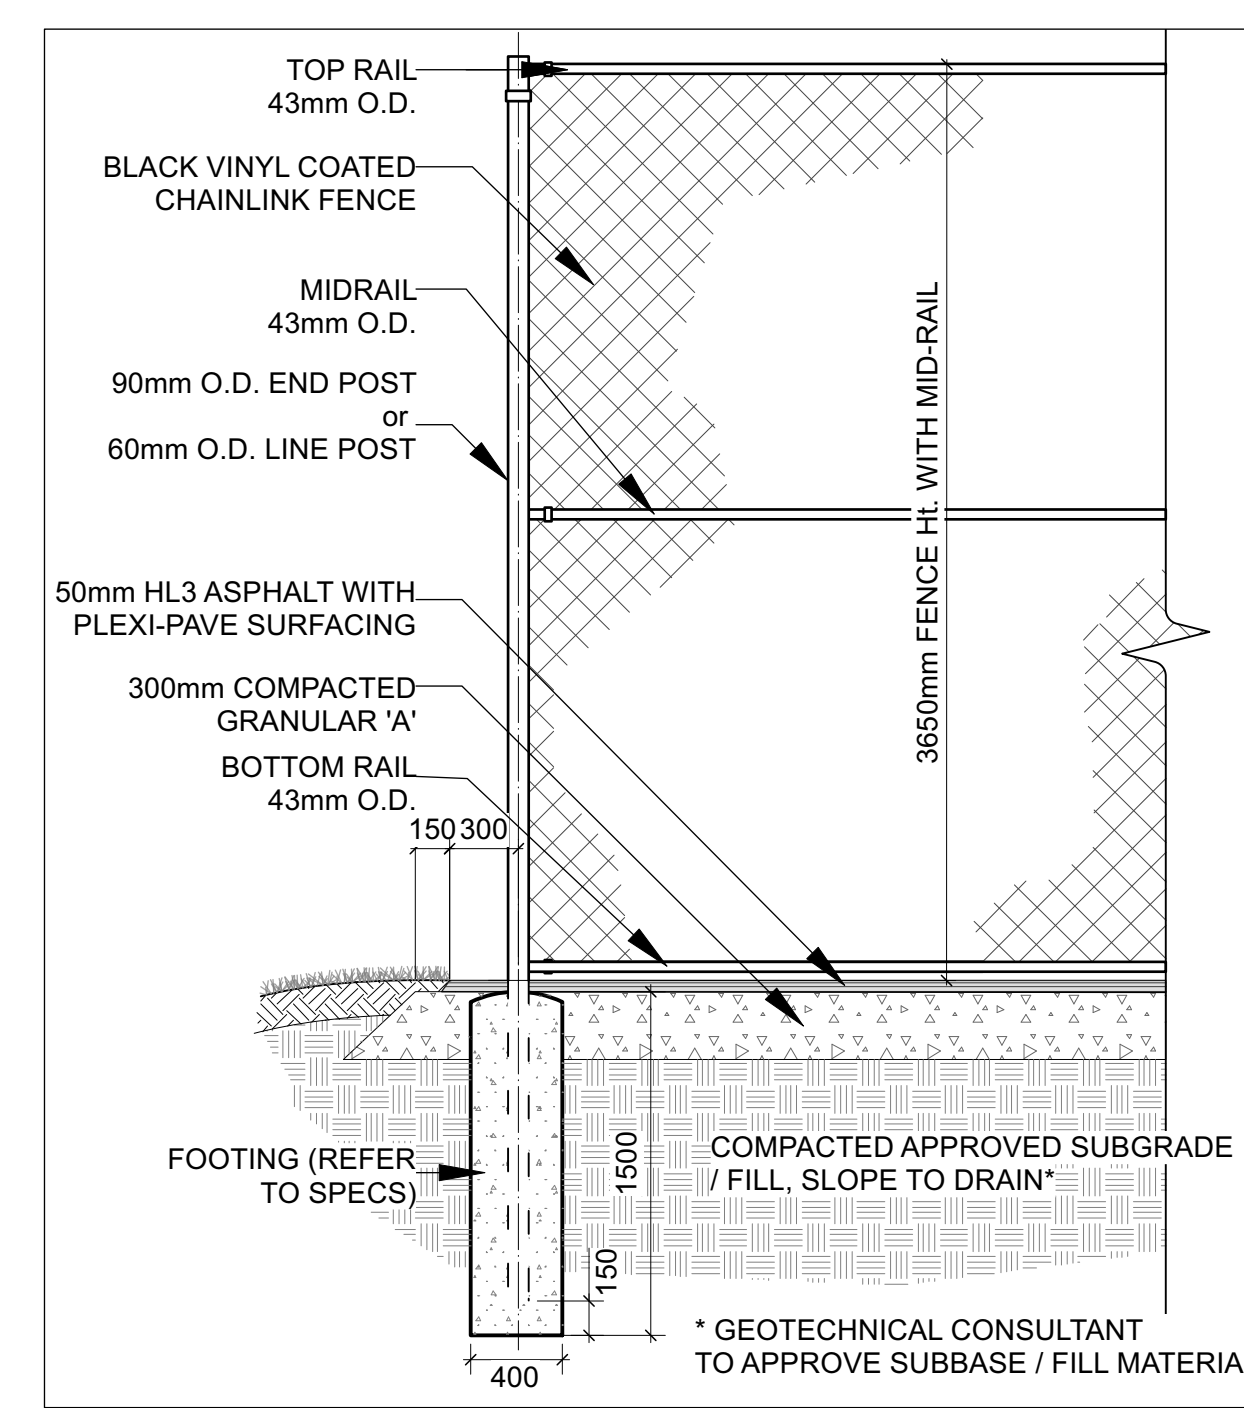 TOP RAIL
43mm O.D.
BLACK VINYL COATED
CHAINLINK FENCE
MIDRAIL
43mm O.D.
90mm O.D. END POST
or
60mm O.D. LINE POST
50mm HL3 ASPHALT WITH
PLEXI-PAVE SURFACING
300mm COMPACTED
GRANULAR 'A'
BOTTOM RAIL
43mm O.D.
150 300
3650mm FENCE Ht. WITH MID-RAIL
FOOTING (REFER
TO SPECS)
1500
150
400
COMPACTED APPROVED SUBGRADE
/ FILL, SLOPE TO DRAIN*
* GEOTECHNICAL CONSULTANT
TO APPROVE SUBBASE / FILL MATERIA